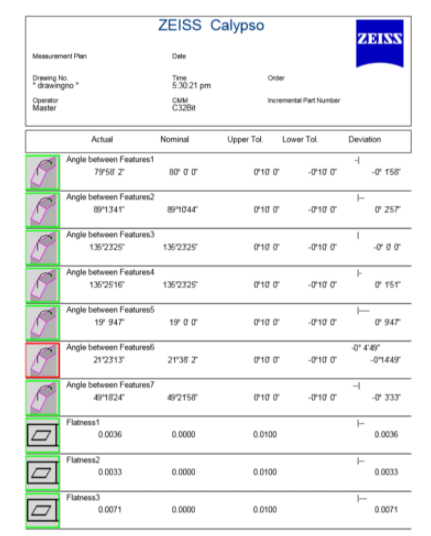 ZEISS Calypso
ZEISS
Measurement Plan Date
Drawing No. Time Order
* drawingno * 5:30:21 pm
Operator CMM Incremental Part Number
Master C32Bit
Actual Nominal Upper Tol. Lower Tol. Deviation
Angle between Features1 -|
79°58' 2" 80° 0' 0" 0°10' 0" -0°10' 0" -0° 1'58"
Angle between Features2 |--
89°13'41" 89°10'44" 0°10' 0" -0°10' 0" 0° 2'57"
Angle between Features3 |
135°23'25" 135°23'25" 0°10' 0" -0°10' 0" -0° 0' 0"
Angle between Features4 |-
135°25'16" 135°23'25" 0°10' 0" -0°10' 0" 0° 1'51"
Angle between Features5 |----
19° 9'47" 19° 0' 0" 0°10' 0" -0°10' 0" 0° 9'47"
Angle between Features6 -0° 4'49"
21°23'13" 21°38' 2" 0°10' 0" -0°10' 0" -0°14'49"
Angle between Features7 --|
49°18'24" 49°21'58" 0°10' 0" -0°10' 0" -0° 3'33"
Flatness1 |--
0.0036 0.0000 0.0100 0.0036
Flatness2 |--
0.0033 0.0000 0.0100 0.0033
Flatness3 |---
0.0071 0.0000 0.0100 0.0071